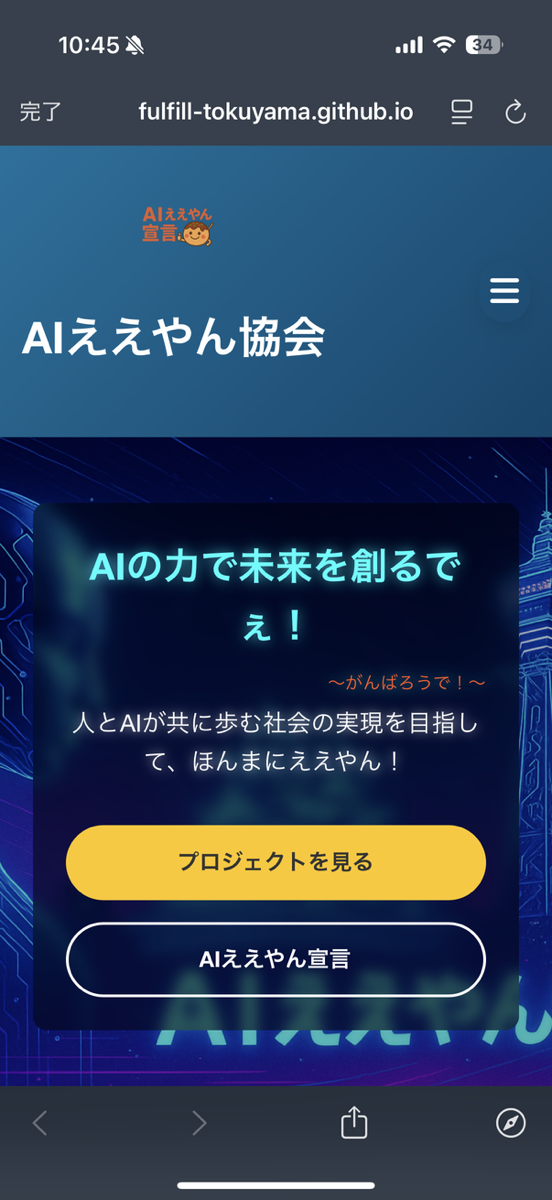 10:45
34
完了
fulfill-tokuyama.github.io
AIええやん
宣言
AIええやん協会
AIの力で未来を創るで
ぇ！
〜がんばろうで！〜
人とAIが共に歩む社会の実現を目指し
て、ほんまにええやん！
プロジェクトを見る
AIええやん宣言
AIええやん